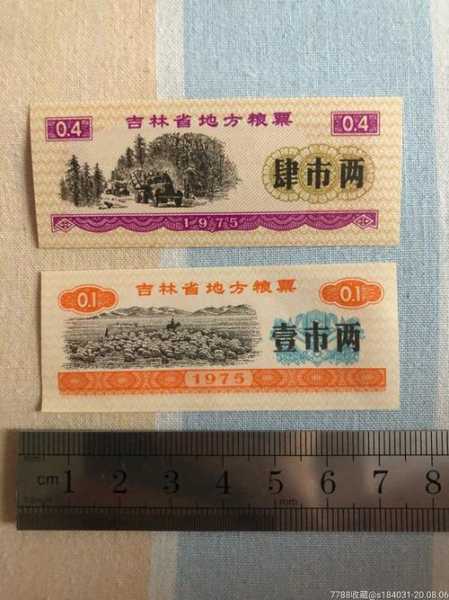 0.4 吉林省地方粮票 0.4
肆市两
1975
0.1 吉林省地方粮票 0.1
壹市两
1975
cm 1 2 3 4 5 6 7 8
mm
7788收藏@s184031-20.08.06